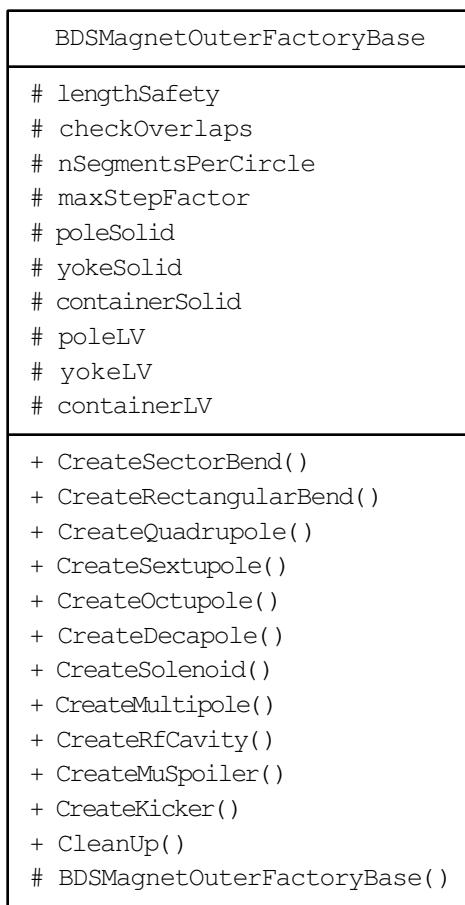 BDSMagnetOuterFactoryBase
# lengthSafety
# checkOverlaps
# nSegmentsPerCircle
# maxStepFactor
# poleSolid
# yokeSolid
# containerSolid
# poleLV
# yokeLV
# containerLV
+ CreateSectorBend()
+ CreateRectangularBend()
+ CreateQuadrupole()
+ CreateSextupole()
+ CreateOctupole()
+ CreateDecapole()
+ CreateSolenoid()
+ CreateMultipole()
+ CreateRfCavity()
+ CreateMuSpoiler()
+ CreateKicker()
+ CleanUp()
# BDSMagnetOuterFactoryBase()